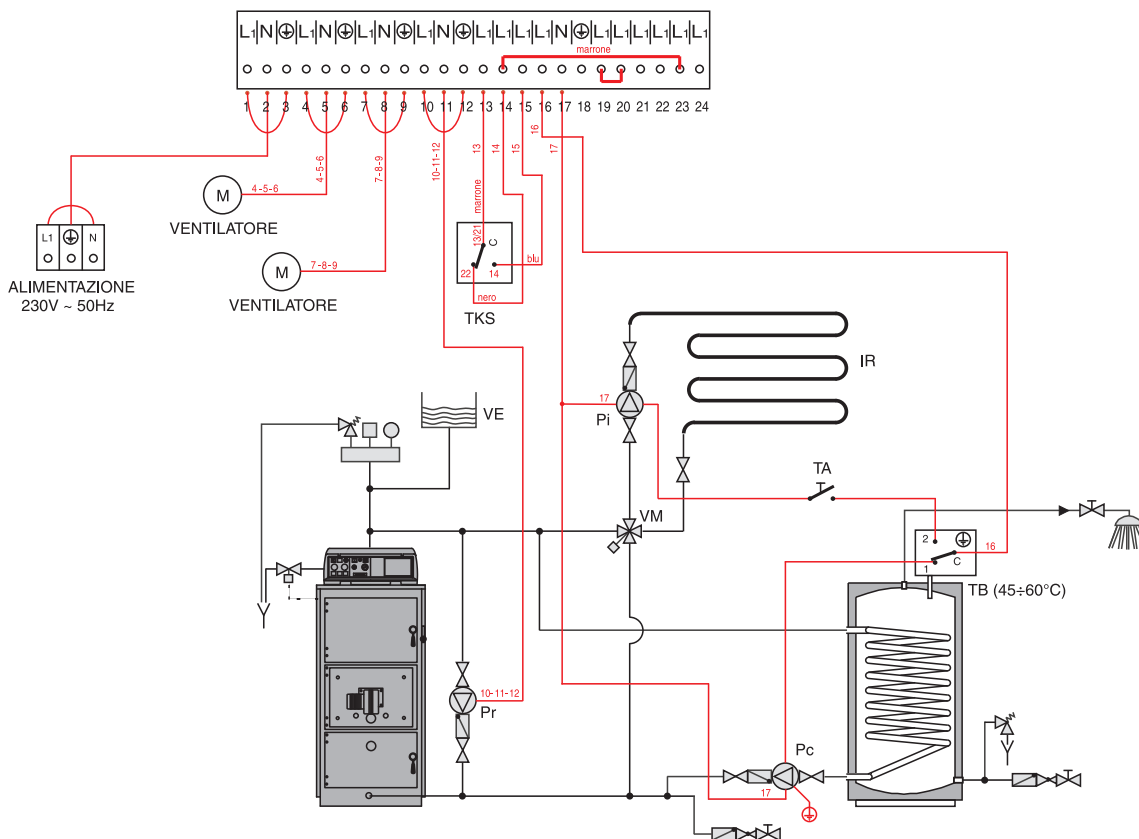 L1 N L1 N L1 N L1 N L1 L1 L1 L1 N L1 L1 L1 L1 L1 L1
marrone
1 2 3 4 5 6 7 8 9 10 11 12 13 14 15 16 17 18 19 20 21 22 23 24
16
4-5-6
7-8-9
10-11-12
13
14
15
17
marrone
M
4-5-6
VENTILATORE
L1
N
ALIMENTAZIONE
230V ~ 50Hz
M
7-8-9
VENTILATORE
13/21
C
22
14
blu
nero
TKS
IR
VE
17
Pi
TA
VM
2
1
C
16
TB (45÷60°C)
10-11-12
Pr
Pc
17